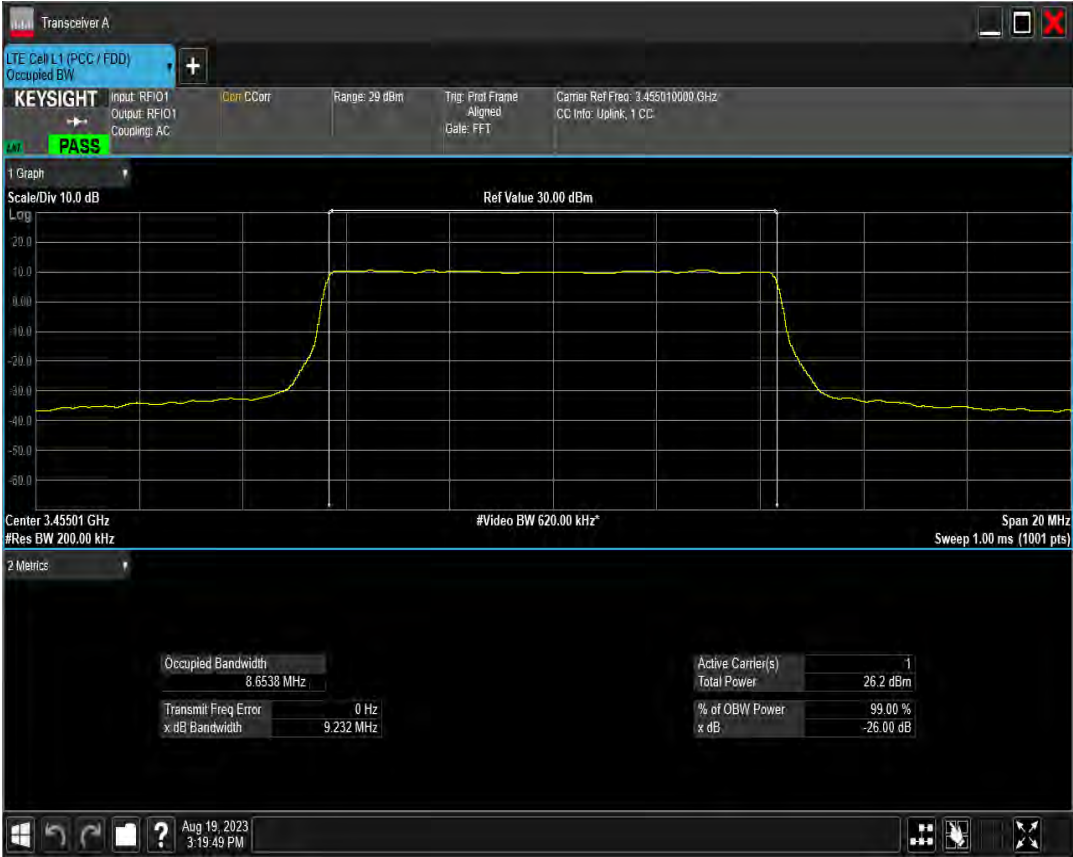 Transceiver A
LTE Cell L1 (PCC / FDD)
Occupied BW
+
KEYSIGHT
Input: RFIO1
Output: RFIO1
Coupling: AC
Corr CCorr
Range: 29 dBm
Trig: Prot Frame
Aligned
Gate: FFT
Carrier Ref Freq: 3.455010000 GHz
CC Info: Uplink, 1 CC
PASS
1 Graph
Scale/Div 10.0 dB
Ref Value 30.00 dBm
Log
20.0
10.0
0.00
-10.0
-20.0
-30.0
-40.0
-50.0
-60.0
Center 3.45501 GHz
#Video BW 620.00 kHz*
Span 20 MHz
#Res BW 200.00 kHz
Sweep 1.00 ms (1001 pts)
2 Metrics
Occupied Bandwidth
8.6538 MHz
Transmit Freq Error 0 Hz
x dB Bandwidth 9.232 MHz
Active Carrier(s) 1
Total Power 26.2 dBm
% of OBW Power 99.00 %
x dB -26.00 dB
?
Aug 19, 2023
3:19:49 PM